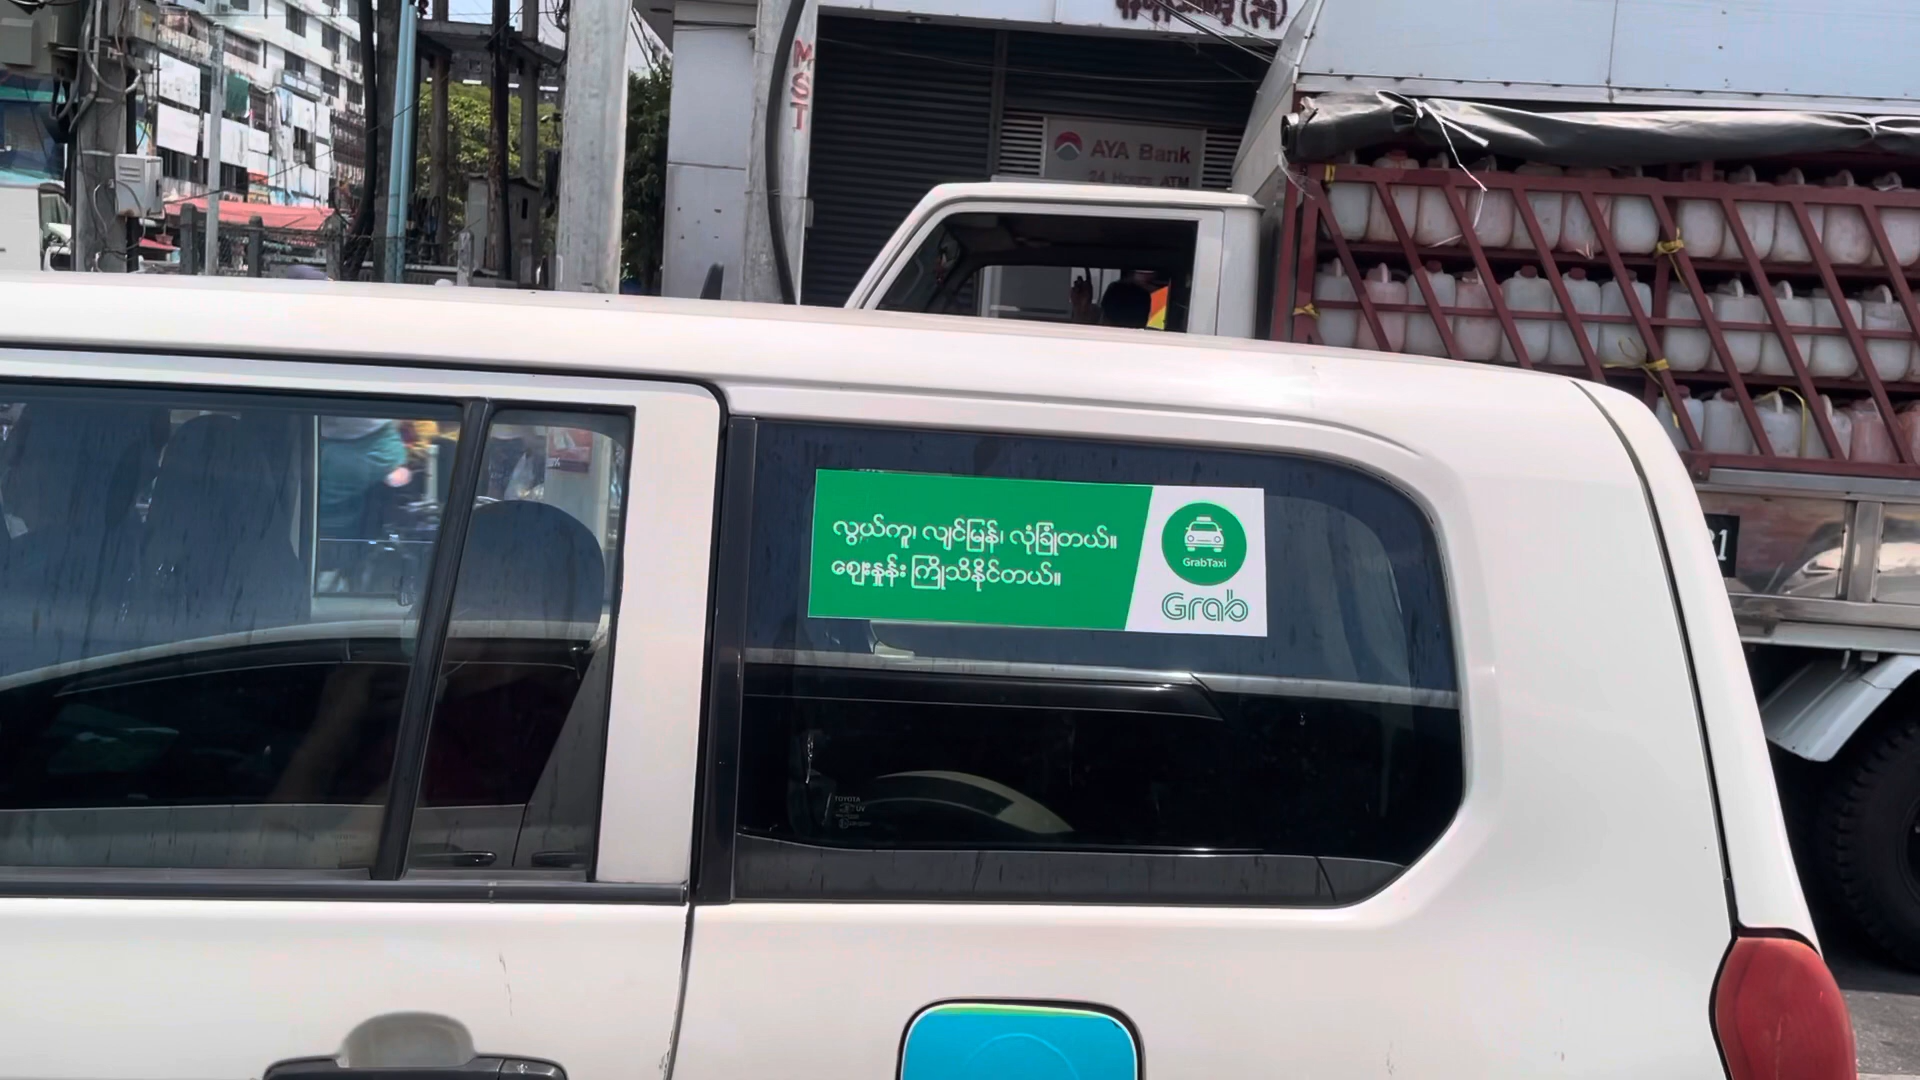 MST
AYA Bank
24 Hours ATM
လွယ်ကူ၊ လျင်မြန်၊ လုံခြုံတယ်။
ဈေးနှုန်း ကြိုသိနိုင်တယ်။
GrabTaxi
Grab
TOYOTA